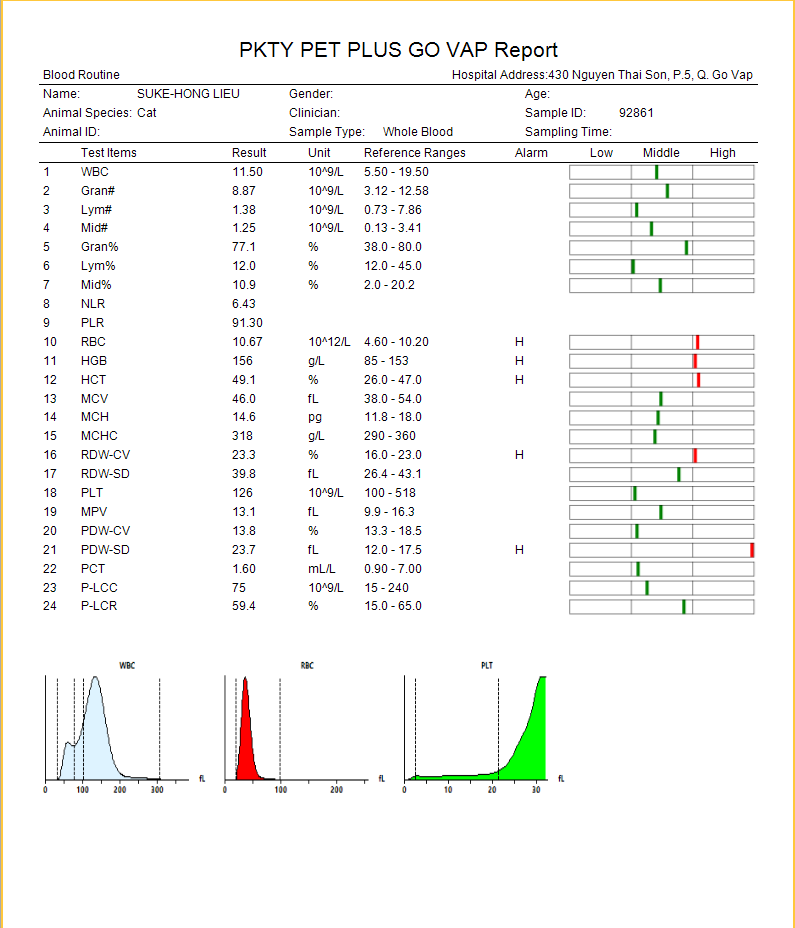 PKTY PET PLUS GO VAP Report
Blood Routine Hospital Address:430 Nguyen Thai Son, P.5, Q. Go Vap
Name: SUKE-HONG LIEU Gender: Age:
Animal Species: Cat Clinician: Sample ID: 92861
Animal ID: Sample Type: Whole Blood Sampling Time:
Test Items Result Unit Reference Ranges Alarm Low Middle High
1 WBC 11.50 10^9/L 5.50 - 19.50
2 Gran# 8.87 10^9/L 3.12 - 12.58
3 Lym# 1.38 10^9/L 0.73 - 7.86
4 Mid# 1.25 10^9/L 0.13 - 3.41
5 Gran% 77.1 % 38.0 - 80.0
6 Lym% 12.0 % 12.0 - 45.0
7 Mid% 10.9 % 2.0 - 20.2
8 NLR 6.43
9 PLR 91.30
10 RBC 10.67 10^12/L 4.60 - 10.20 H
11 HGB 156 g/L 85 - 153 H
12 HCT 49.1 % 26.0 - 47.0 H
13 MCV 46.0 fL 38.0 - 54.0
14 MCH 14.6 pg 11.8 - 18.0
15 MCHC 318 g/L 290 - 360
16 RDW-CV 23.3 % 16.0 - 23.0 H
17 RDW-SD 39.8 fL 26.4 - 43.1
18 PLT 126 10^9/L 100 - 518
19 MPV 13.1 fL 9.9 - 16.3
20 PDW-CV 13.8 % 13.3 - 18.5
21 PDW-SD 23.7 fL 12.0 - 17.5 H
22 PCT 1.60 mL/L 0.90 - 7.00
23 P-LCC 75 10^9/L 15 - 240
24 P-LCR 59.4 % 15.0 - 65.0
WBC RBC PLT
fL fL fL
0 100 200 300 0 100 200 0 10 20 30